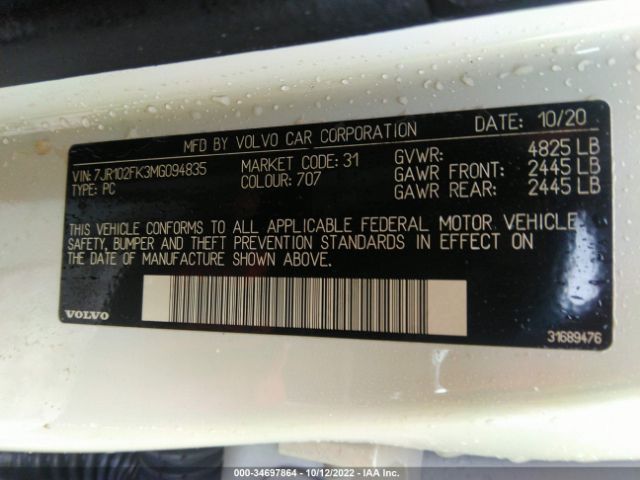 MFD BY VOLVO CAR CORPORATION DATE: 10/20
VIN: 7JR102FK3MG094835 MARKET CODE: 31 GVWR: 4825 LB
TYPE: PC COLOUR: 707 GAWR FRONT: 2445 LB
GAWR REAR: 2445 LB
THIS VEHICLE CONFORMS TO ALL APPLICABLE FEDERAL MOTOR VEHICLE
SAFETY, BUMPER AND THEFT PREVENTION STANDARDS IN EFFECT ON
THE DATE OF MANUFACTURE SHOWN ABOVE.
VOLVO 31689476
000-34697864 - 10/12/2022 - IAA Inc.